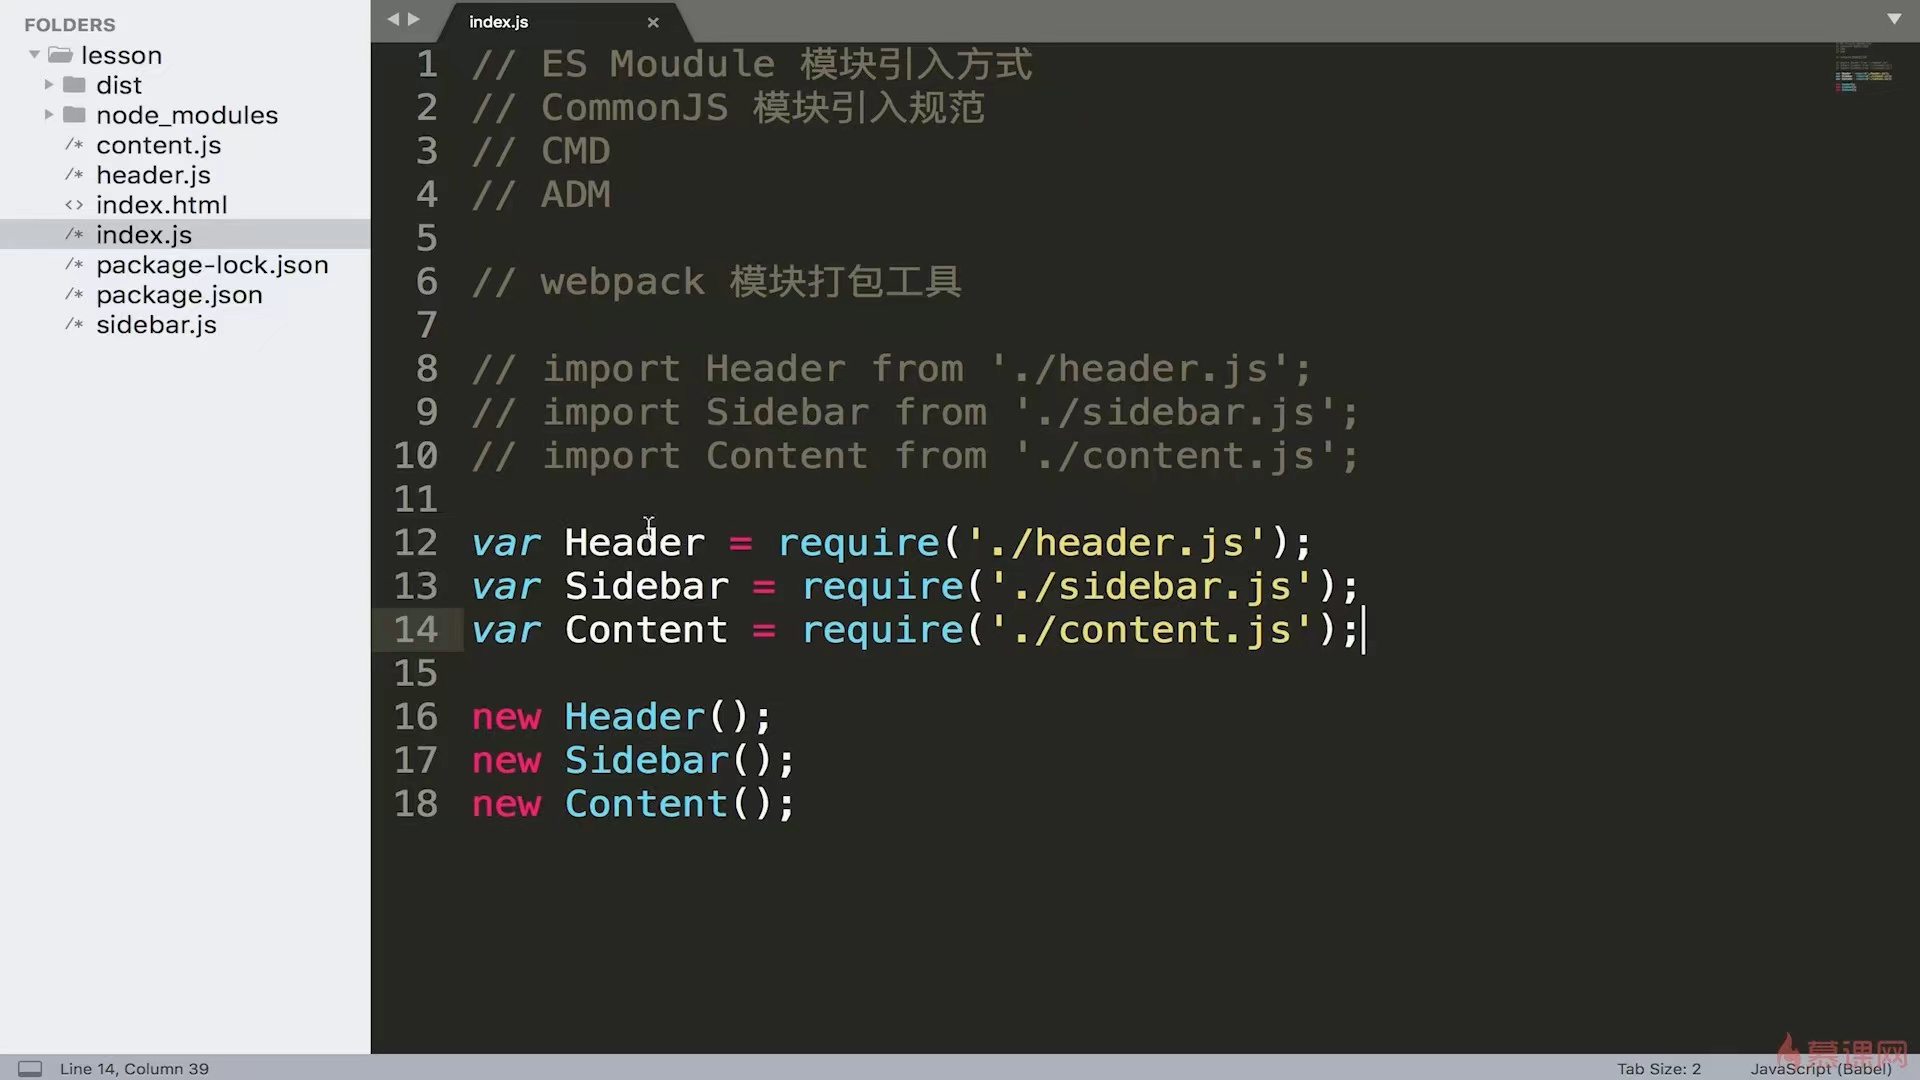 FOLDERS
lesson
dist
node_modules
/* content.js
/* header.js
<> index.html
/* index.js
/* package-lock.json
/* package.json
/* sidebar.js
index.js
1 // ES Moudule 模块引入方式
2 // CommonJS 模块引入规范
3 // CMD
4 // ADM
5
6 // webpack 模块打包工具
7
8 // import Header from './header.js';
9 // import Sidebar from './sidebar.js';
10 // import Content from './content.js';
11
12 var Header = require('./header.js');
13 var Sidebar = require('./sidebar.js');
14 var Content = require('./content.js');
15
16 new Header();
17 new Sidebar();
18 new Content();
Line 14, Column 39
Tab Size: 2
JavaScript (Babel)
慕课网